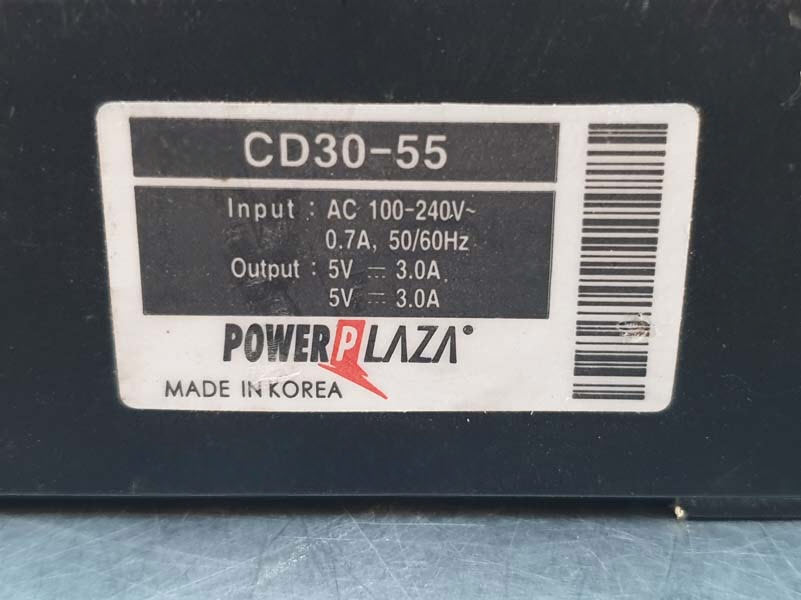 CD30-55
Input : AC 100-240V~
0.7A, 50/60Hz
Output : 5V ⎓ 3.0A
5V ⎓ 3.0A
POWERPLAZA®
MADE IN KOREA